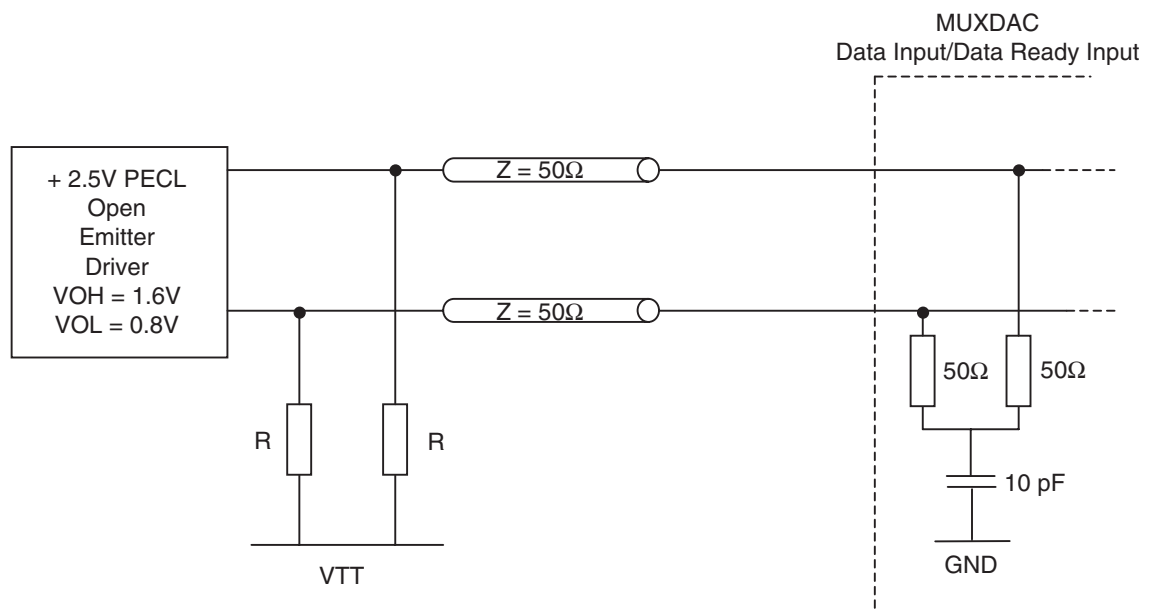 MUXDAC
Data Input/Data Ready Input
+ 2.5V PECL
Open
Emitter
Driver
VOH = 1.6V
VOL = 0.8V
Z = 50Ω
Z = 50Ω
R
R
VTT
50Ω
50Ω
10 pF
GND